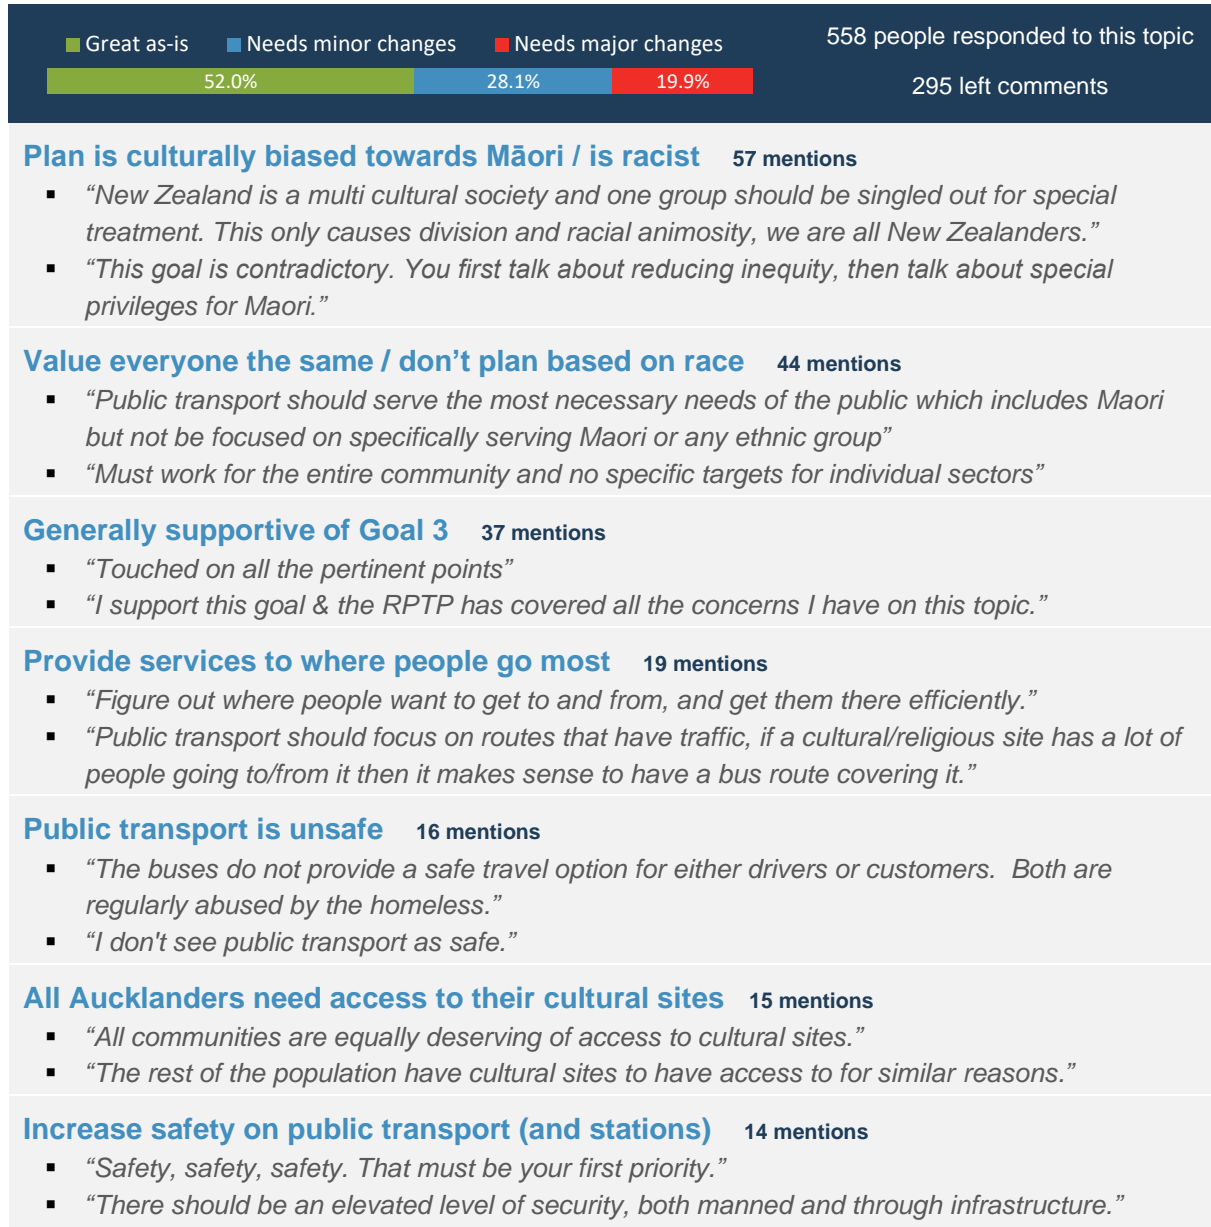 Great as-is Needs minor changes Needs major changes
52.0% 28.1% 19.9%
558 people responded to this topic
295 left comments
Plan is culturally biased towards Māori / is racist 57 mentions
▪ “New Zealand is a multi cultural society and one group should be singled out for special
treatment. This only causes division and racial animosity, we are all New Zealanders.”
▪ “This goal is contradictory. You first talk about reducing inequity, then talk about special
privileges for Maori.”
Value everyone the same / don’t plan based on race 44 mentions
▪ “Public transport should serve the most necessary needs of the public which includes Maori
but not be focused on specifically serving Maori or any ethnic group”
▪ “Must work for the entire community and no specific targets for individual sectors”
Generally supportive of Goal 3 37 mentions
▪ “Touched on all the pertinent points”
▪ “I support this goal & the RPTP has covered all the concerns I have on this topic.”
Provide services to where people go most 19 mentions
▪ “Figure out where people want to get to and from, and get them there efficiently.”
▪ “Public transport should focus on routes that have traffic, if a cultural/religious site has a lot of
people going to/from it then it makes sense to have a bus route covering it.”
Public transport is unsafe 16 mentions
▪ “The buses do not provide a safe travel option for either drivers or customers.  Both are
regularly abused by the homeless.”
▪ “I don't see public transport as safe.”
All Aucklanders need access to their cultural sites 15 mentions
▪ “All communities are equally deserving of access to cultural sites.”
▪ “The rest of the population have cultural sites to have access to for similar reasons.”
Increase safety on public transport (and stations) 14 mentions
▪ “Safety, safety, safety. That must be your first priority.”
▪ “There should be an elevated level of security, both manned and through infrastructure.”